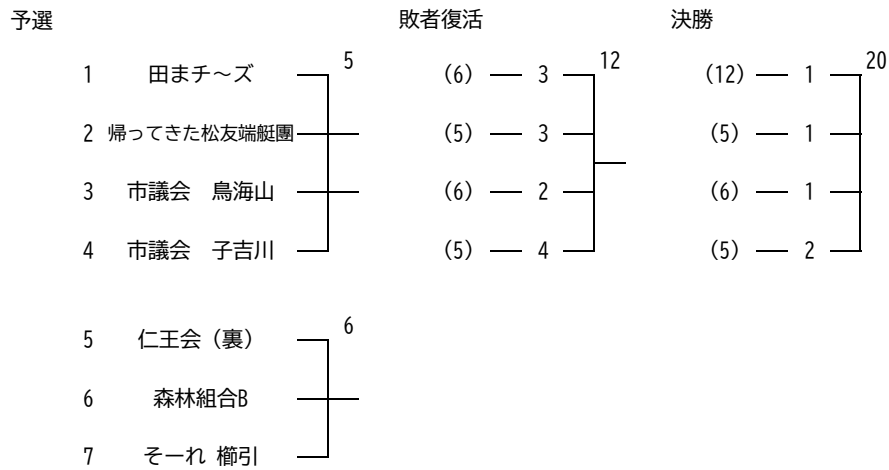 予選 敗者復活 決勝
5 12 20
1 田まチ～ズ (6) 3 (12) 1
2 帰ってきた松友端艇團 (5) 3 (5) 1
3 市議会 鳥海山 (6) 2 (6) 1
4 市議会 子吉川 (5) 4 (5) 2
6
5 仁王会（裏）
6 森林組合B
7 そーれ 櫛引